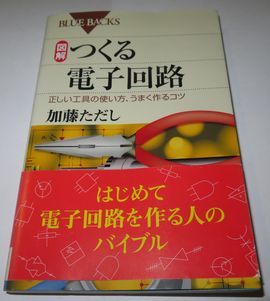 BLUE BACKS
図解 つくる
電子回路
正しい工具の使い方、うまく作るコツ
加藤ただし
はじめて
電子回路を作る人の
バイブル